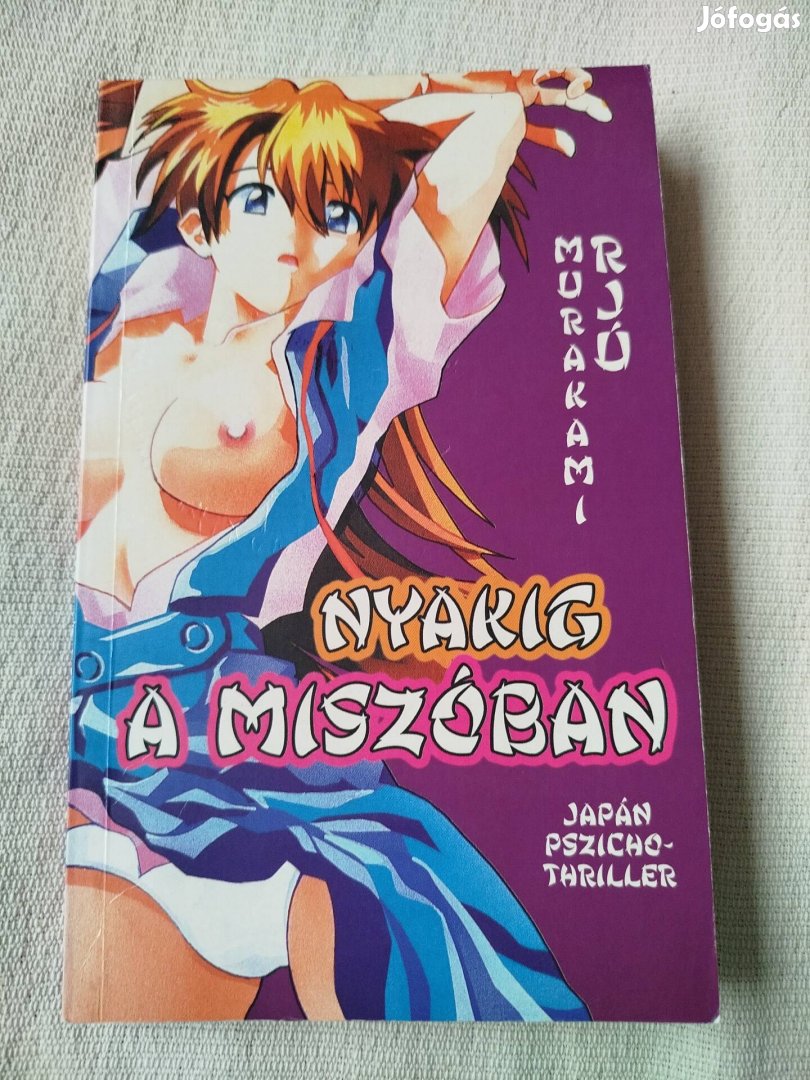 Jófogás
RJÚ
MURAKAMI
NYAKIG
A MISZÓBAN
JAPÁN
PSZICHO-
THRILLER